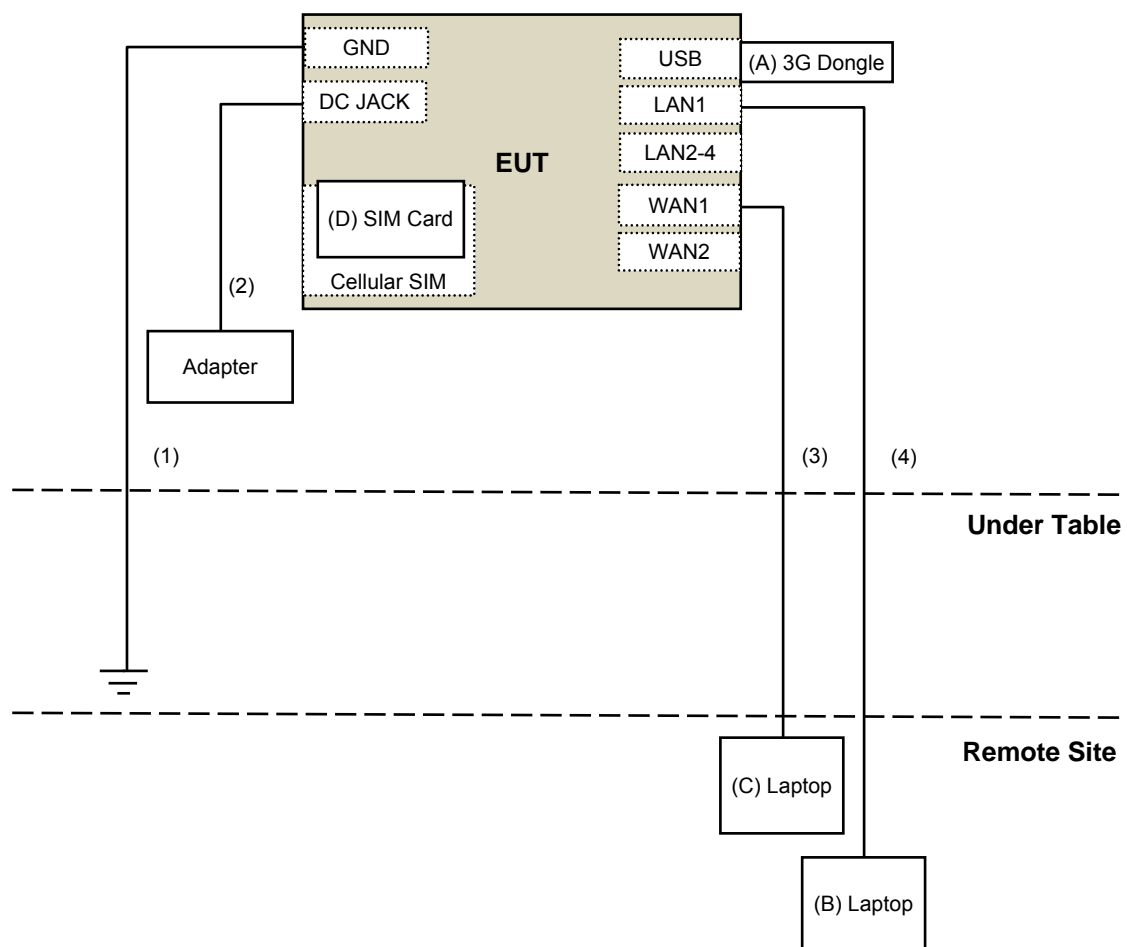 GND
USB
(A) 3G Dongle
DC JACK
LAN1
EUT
LAN2-4
(D) SIM Card
WAN1
WAN2
Cellular SIM
(2)
Adapter
(1)
(3)
(4)
Under Table
Remote Site
(C) Laptop
(B) Laptop